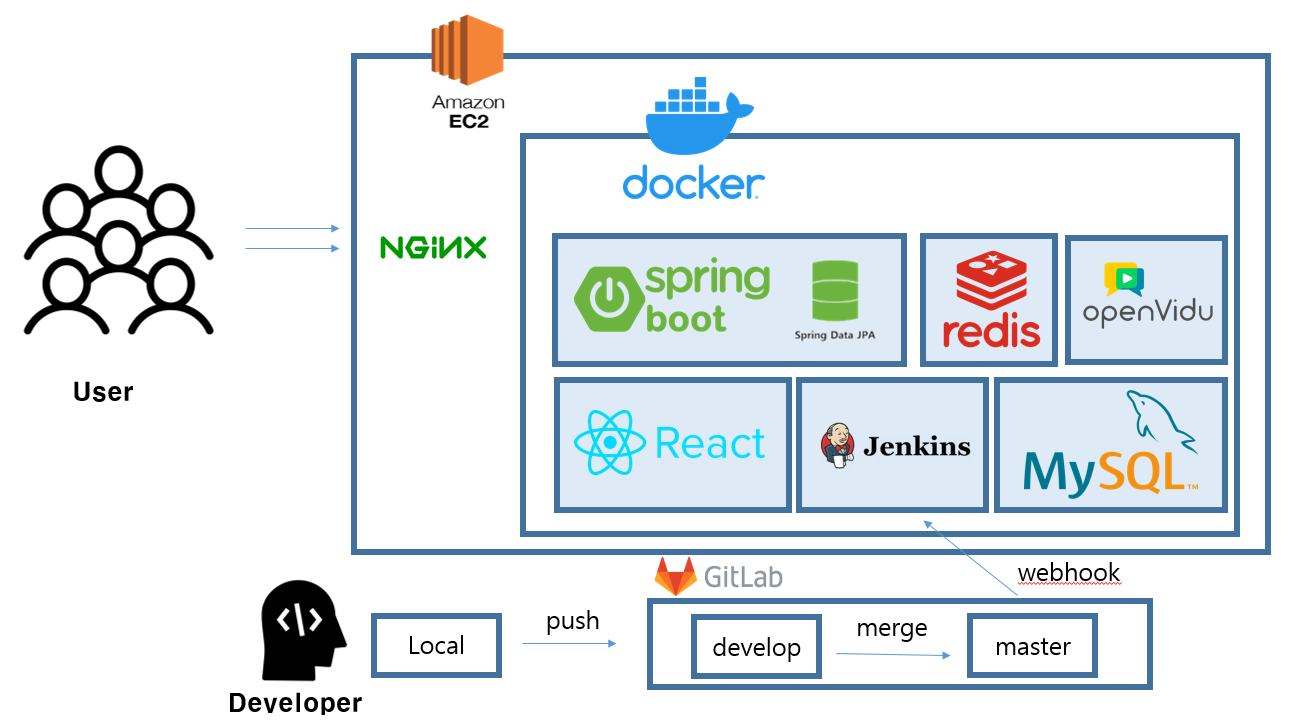 Amazon
EC2
docker
NGiNX
spring
boot
Spring Data JPA
redis
openVidu
User
React
Jenkins
MySQL™
GitLab
webhook
Local
push
develop
merge
master
Developer